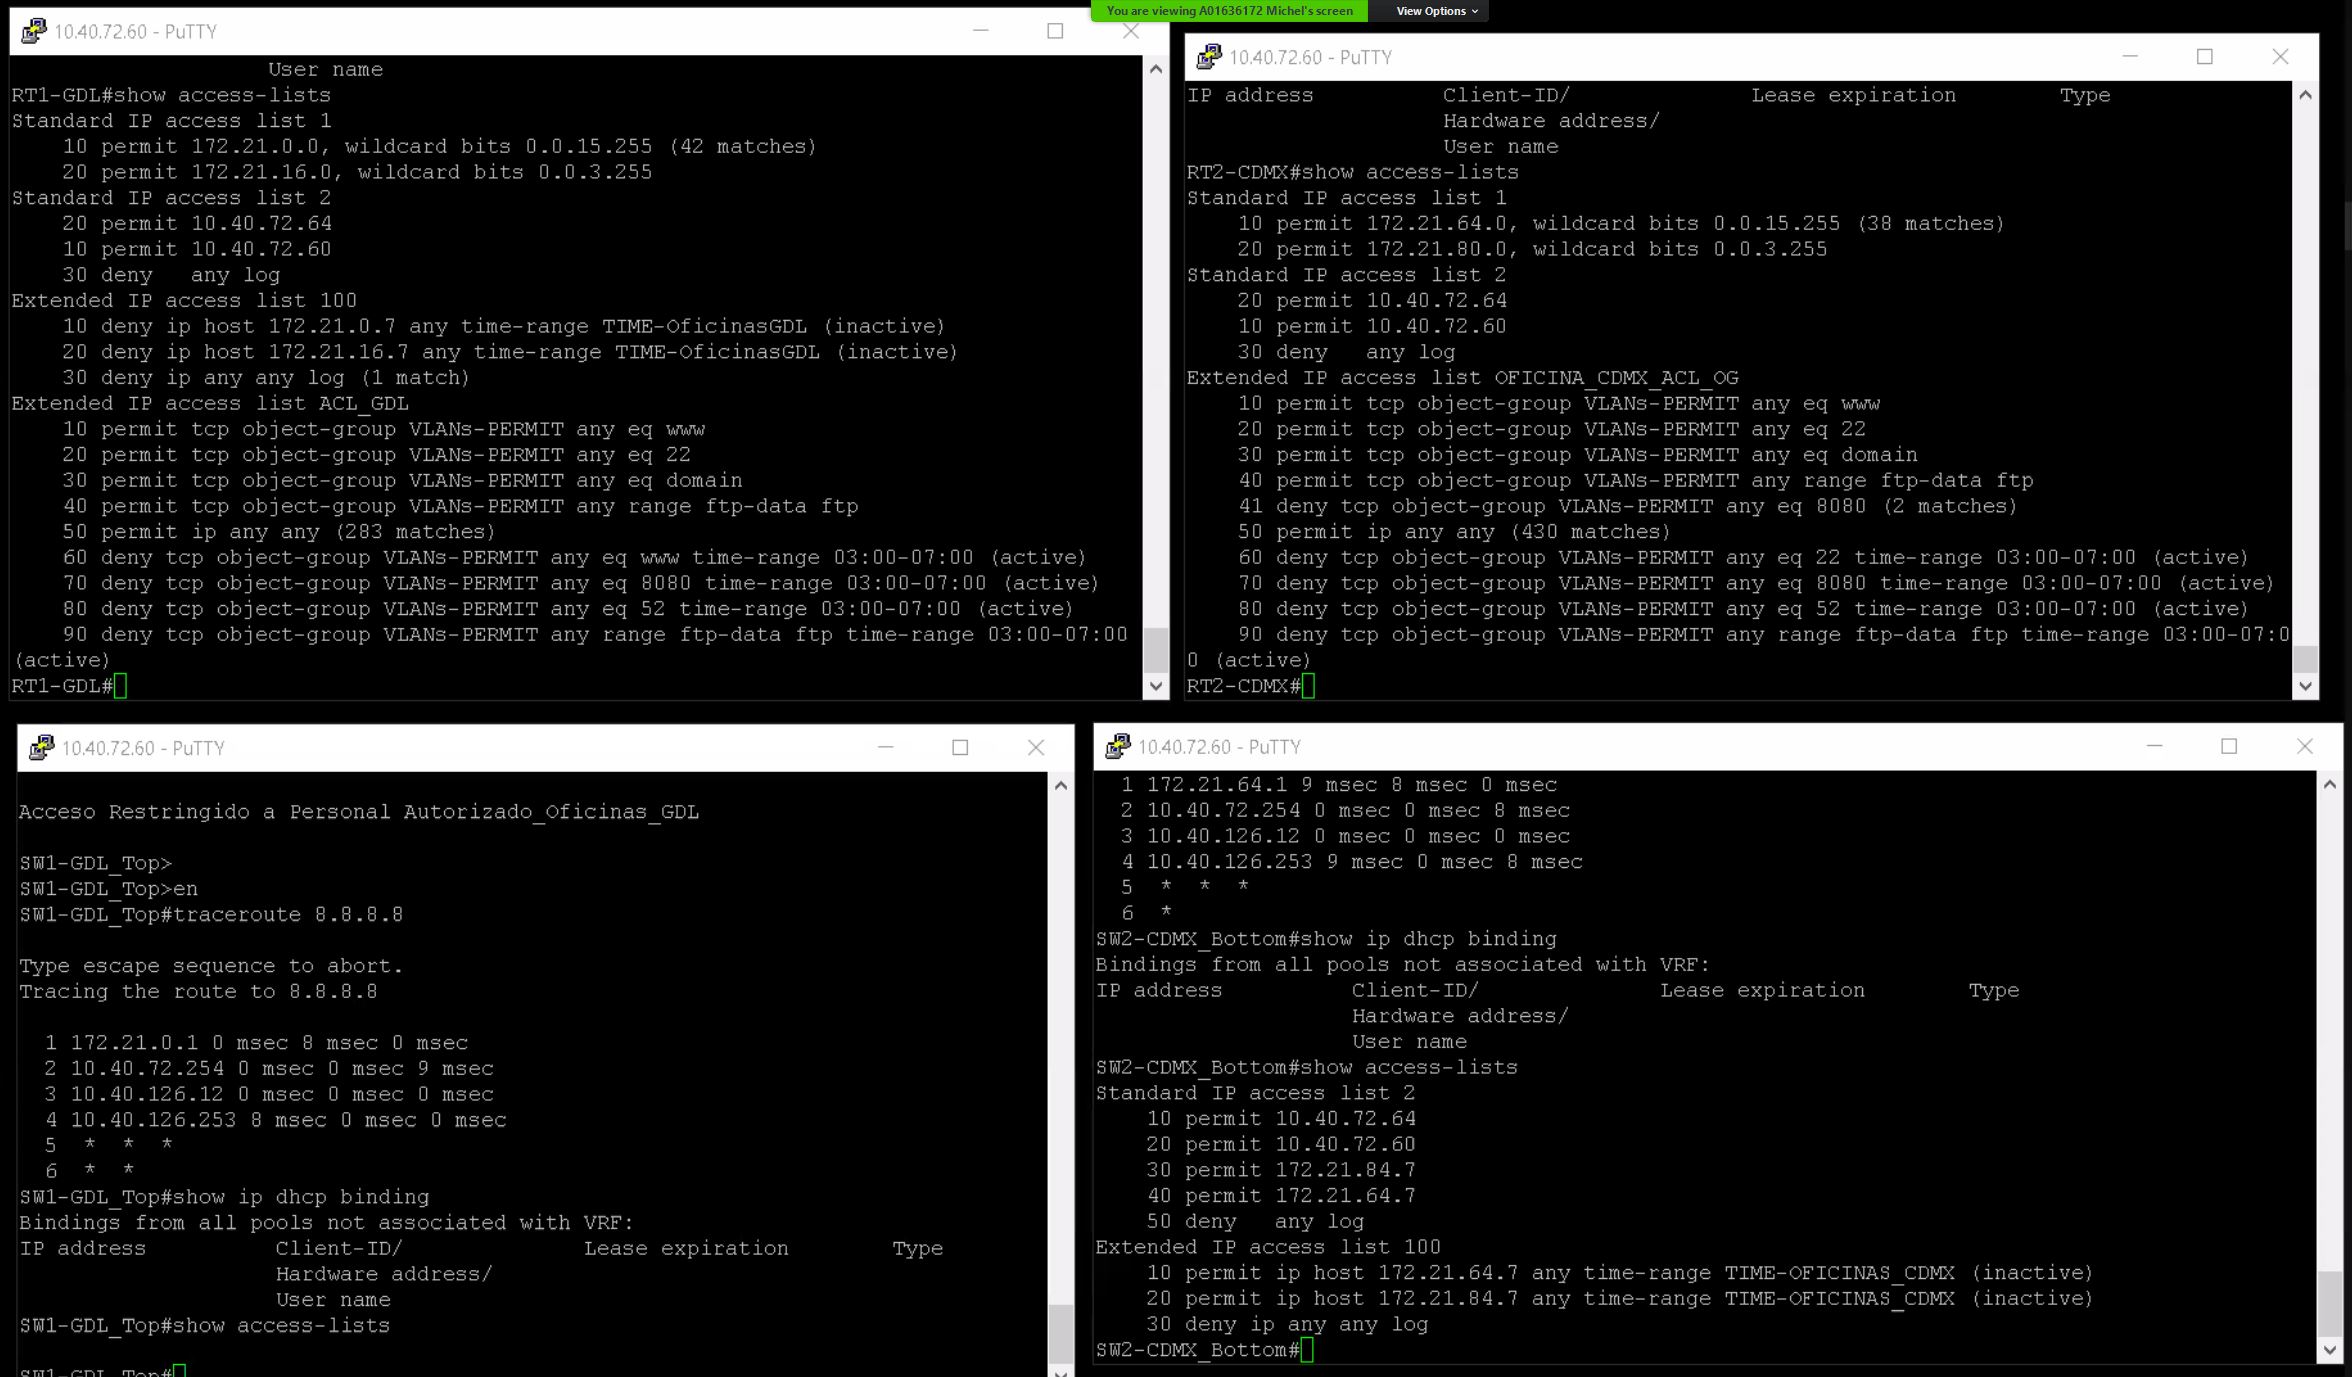 You are viewing A01636172 Michel's screen
View Options
10.40.72.60 - PuTTY
User name
RT1-GDL#show access-lists
Standard IP access list 1
10 permit 172.21.0.0, wildcard bits 0.0.15.255 (42 matches)
20 permit 172.21.16.0, wildcard bits 0.0.3.255
Standard IP access list 2
20 permit 10.40.72.64
10 permit 10.40.72.60
30 deny   any log
Extended IP access list 100
10 deny ip host 172.21.0.7 any time-range TIME-OficinasGDL (inactive)
20 deny ip host 172.21.16.7 any time-range TIME-OficinasGDL (inactive)
30 deny ip any any log (1 match)
Extended IP access list ACL_GDL
10 permit tcp object-group VLANs-PERMIT any eq www
20 permit tcp object-group VLANs-PERMIT any eq 22
30 permit tcp object-group VLANs-PERMIT any eq domain
40 permit tcp object-group VLANs-PERMIT any range ftp-data ftp
50 permit ip any any (283 matches)
60 deny tcp object-group VLANs-PERMIT any eq www time-range 03:00-07:00 (active)
70 deny tcp object-group VLANs-PERMIT any eq 8080 time-range 03:00-07:00 (active)
80 deny tcp object-group VLANs-PERMIT any eq 52 time-range 03:00-07:00 (active)
90 deny tcp object-group VLANs-PERMIT any range ftp-data ftp time-range 03:00-07:00
(active)
RT1-GDL#
10.40.72.60 - PuTTY
IP address          Client-ID/              Lease expiration        Type
Hardware address/
User name
RT2-CDMX#show access-lists
Standard IP access list 1
10 permit 172.21.64.0, wildcard bits 0.0.15.255 (38 matches)
20 permit 172.21.80.0, wildcard bits 0.0.3.255
Standard IP access list 2
20 permit 10.40.72.64
10 permit 10.40.72.60
30 deny   any log
Extended IP access list OFICINA_CDMX_ACL_OG
10 permit tcp object-group VLANs-PERMIT any eq www
20 permit tcp object-group VLANs-PERMIT any eq 22
30 permit tcp object-group VLANs-PERMIT any eq domain
40 permit tcp object-group VLANs-PERMIT any range ftp-data ftp
41 deny tcp object-group VLANs-PERMIT any eq 8080 (2 matches)
50 permit ip any any (430 matches)
60 deny tcp object-group VLANs-PERMIT any eq 22 time-range 03:00-07:00 (active)
70 deny tcp object-group VLANs-PERMIT any eq 8080 time-range 03:00-07:00 (active)
80 deny tcp object-group VLANs-PERMIT any eq 52 time-range 03:00-07:00 (active)
90 deny tcp object-group VLANs-PERMIT any range ftp-data ftp time-range 03:00-07:0
0 (active)
RT2-CDMX#
10.40.72.60 - PuTTY
Acceso Restringido a Personal Autorizado_Oficinas_GDL
SW1-GDL_Top>
SW1-GDL_Top>en
SW1-GDL_Top#traceroute 8.8.8.8
Type escape sequence to abort.
Tracing the route to 8.8.8.8
1 172.21.0.1 0 msec 8 msec 0 msec
2 10.40.72.254 0 msec 0 msec 9 msec
3 10.40.126.12 0 msec 0 msec 0 msec
4 10.40.126.253 8 msec 0 msec 0 msec
5  *  *  *
6  *  *
SW1-GDL_Top#show ip dhcp binding
Bindings from all pools not associated with VRF:
IP address          Client-ID/              Lease expiration        Type
Hardware address/
User name
SW1-GDL_Top#show access-lists
SW1-GDL_Top#
10.40.72.60 - PuTTY
1 172.21.64.1 9 msec 8 msec 0 msec
2 10.40.72.254 0 msec 0 msec 8 msec
3 10.40.126.12 0 msec 0 msec 0 msec
4 10.40.126.253 9 msec 0 msec 8 msec
5  *  *  *
6  *
SW2-CDMX_Bottom#show ip dhcp binding
Bindings from all pools not associated with VRF:
IP address          Client-ID/              Lease expiration        Type
Hardware address/
User name
SW2-CDMX_Bottom#show access-lists
Standard IP access list 2
10 permit 10.40.72.64
20 permit 10.40.72.60
30 permit 172.21.84.7
40 permit 172.21.64.7
50 deny   any log
Extended IP access list 100
10 permit ip host 172.21.64.7 any time-range TIME-OFICINAS_CDMX (inactive)
20 permit ip host 172.21.84.7 any time-range TIME-OFICINAS_CDMX (inactive)
30 deny ip any any log
SW2-CDMX_Bottom#